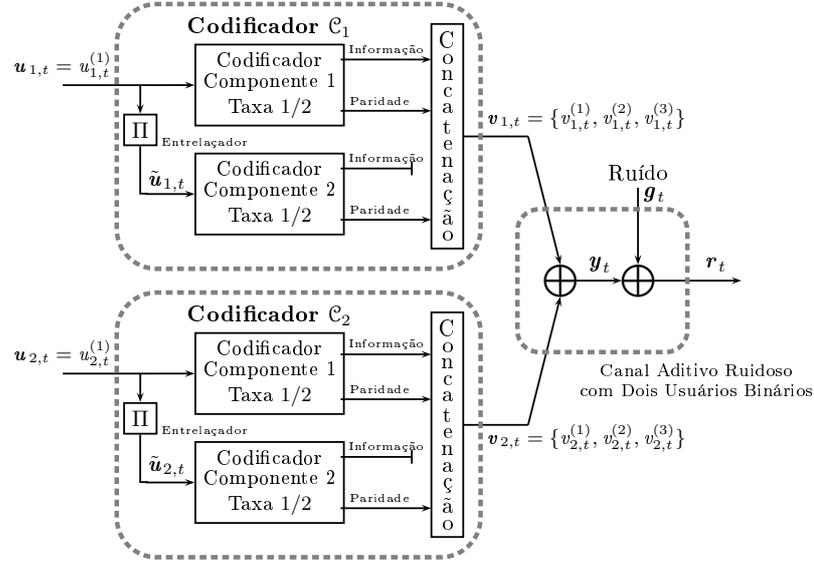 Codificador 𝒞₁
𝒖₁,ₜ = u₁,ₜ⁽¹⁾
Codificador
Componente 1
Taxa 1/2
Informação
Paridade
Π
Entrelaçador
𝒖̃₁,ₜ
Codificador
Componente 2
Taxa 1/2
Informação
Paridade
Concatenação
𝒗₁,ₜ = {v₁,ₜ⁽¹⁾, v₁,ₜ⁽²⁾, v₁,ₜ⁽³⁾}
Ruído
𝒈ₜ
𝒚ₜ
𝒓ₜ
Canal Aditivo Ruidoso
com Dois Usuários Binários
Codificador 𝒞₂
𝒖₂,ₜ = u₂,ₜ⁽¹⁾
Codificador
Componente 1
Taxa 1/2
Informação
Paridade
Π
Entrelaçador
𝒖̃₂,ₜ
Codificador
Componente 2
Taxa 1/2
Informação
Paridade
Concatenação
𝒗₂,ₜ = {v₂,ₜ⁽¹⁾, v₂,ₜ⁽²⁾, v₂,ₜ⁽³⁾}